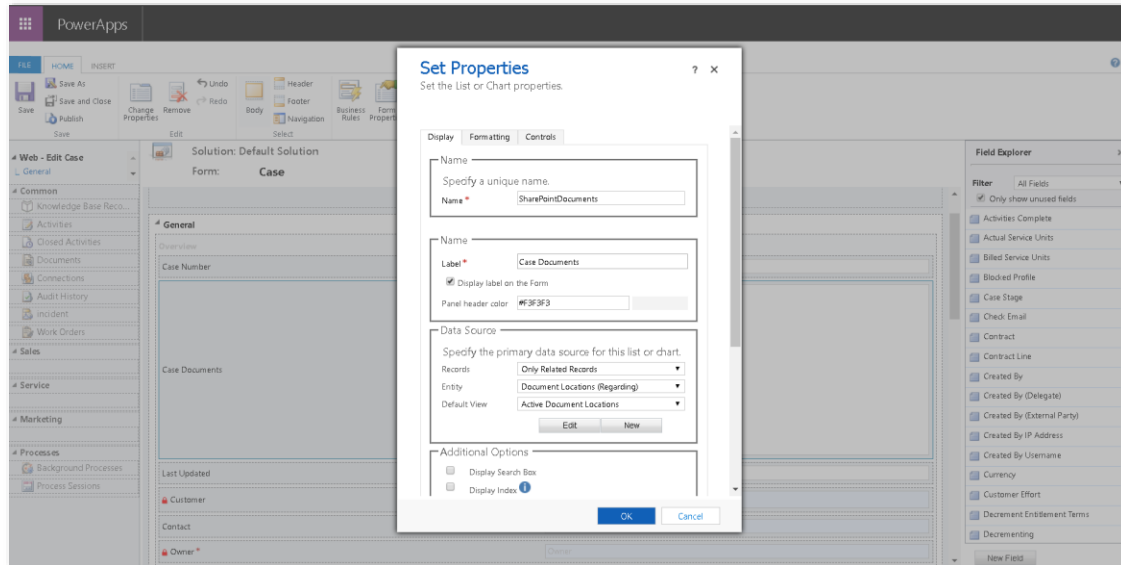 PowerApps
FILE HOME INSERT
Save
Save As
Save and Close
Publish
Save
Change Properties
Remove
Undo
Redo
Edit
Body
Header
Footer
Navigation
Select
Business Rules
Form
Web - Edit Case
General
Common
Knowledge Base Reco...
Activities
Closed Activities
Documents
Connections
Audit History
incident
Work Orders
Sales
Service
Marketing
Processes
Background Processes
Process Sessions
Solution: Default Solution
Form: Case
General
Overview
Case Number
Case Documents
Last Updated
Customer
Contact
Owner * Owner
Set Properties
? ×
Set the List or Chart properties.
Display Formatting Controls
Name
Specify a unique name.
Name * SharePointDocuments
Name
Label * Case Documents
Display label on the Form
Panel header color #F3F3F3
Data Source
Specify the primary data source for this list or chart.
Records Only Related Records
Entity Document Locations (Regarding)
Default View Active Document Locations
Edit New
Additional Options
Display Search Box
Display Index
OK Cancel
Field Explorer
Filter All Fields
Only show unused fields
Activities Complete
Actual Service Units
Billed Service Units
Blocked Profile
Case Stage
Check Email
Contract
Contract Line
Created By
Created By (Delegate)
Created By (External Party)
Created By IP Address
Created By Username
Currency
Customer Effort
Decrement Entitlement Terms
Decrementing
New Field